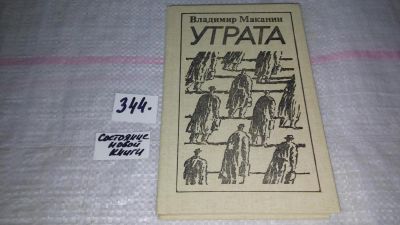 Владимир Маканин
УТРАТА
344.
Состояние
новой
книги